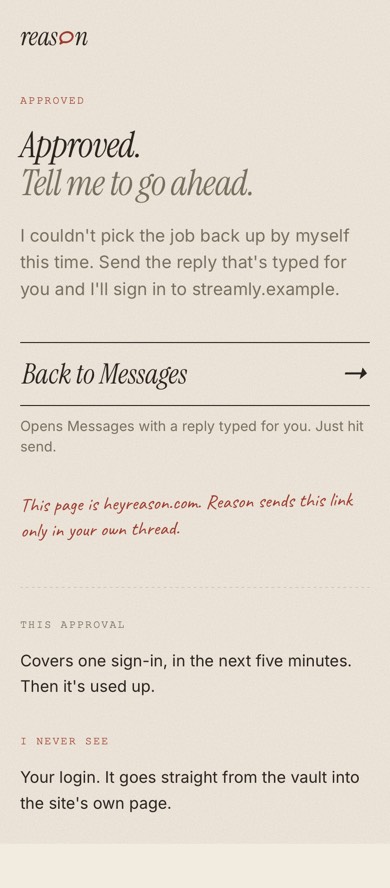 reason
APPROVED
Approved.
Tell me to go ahead.
I couldn't pick the job back up by myself
this time. Send the reply that's typed for
you and I'll sign in to streamly.example.
Back to Messages →
Opens Messages with a reply typed for you. Just hit
send.
This page is heyreason.com. Reason sends this link
only in your own thread.
THIS APPROVAL
Covers one sign-in, in the next five minutes.
Then it's used up.
I NEVER SEE
Your login. It goes straight from the vault into
the site's own page.